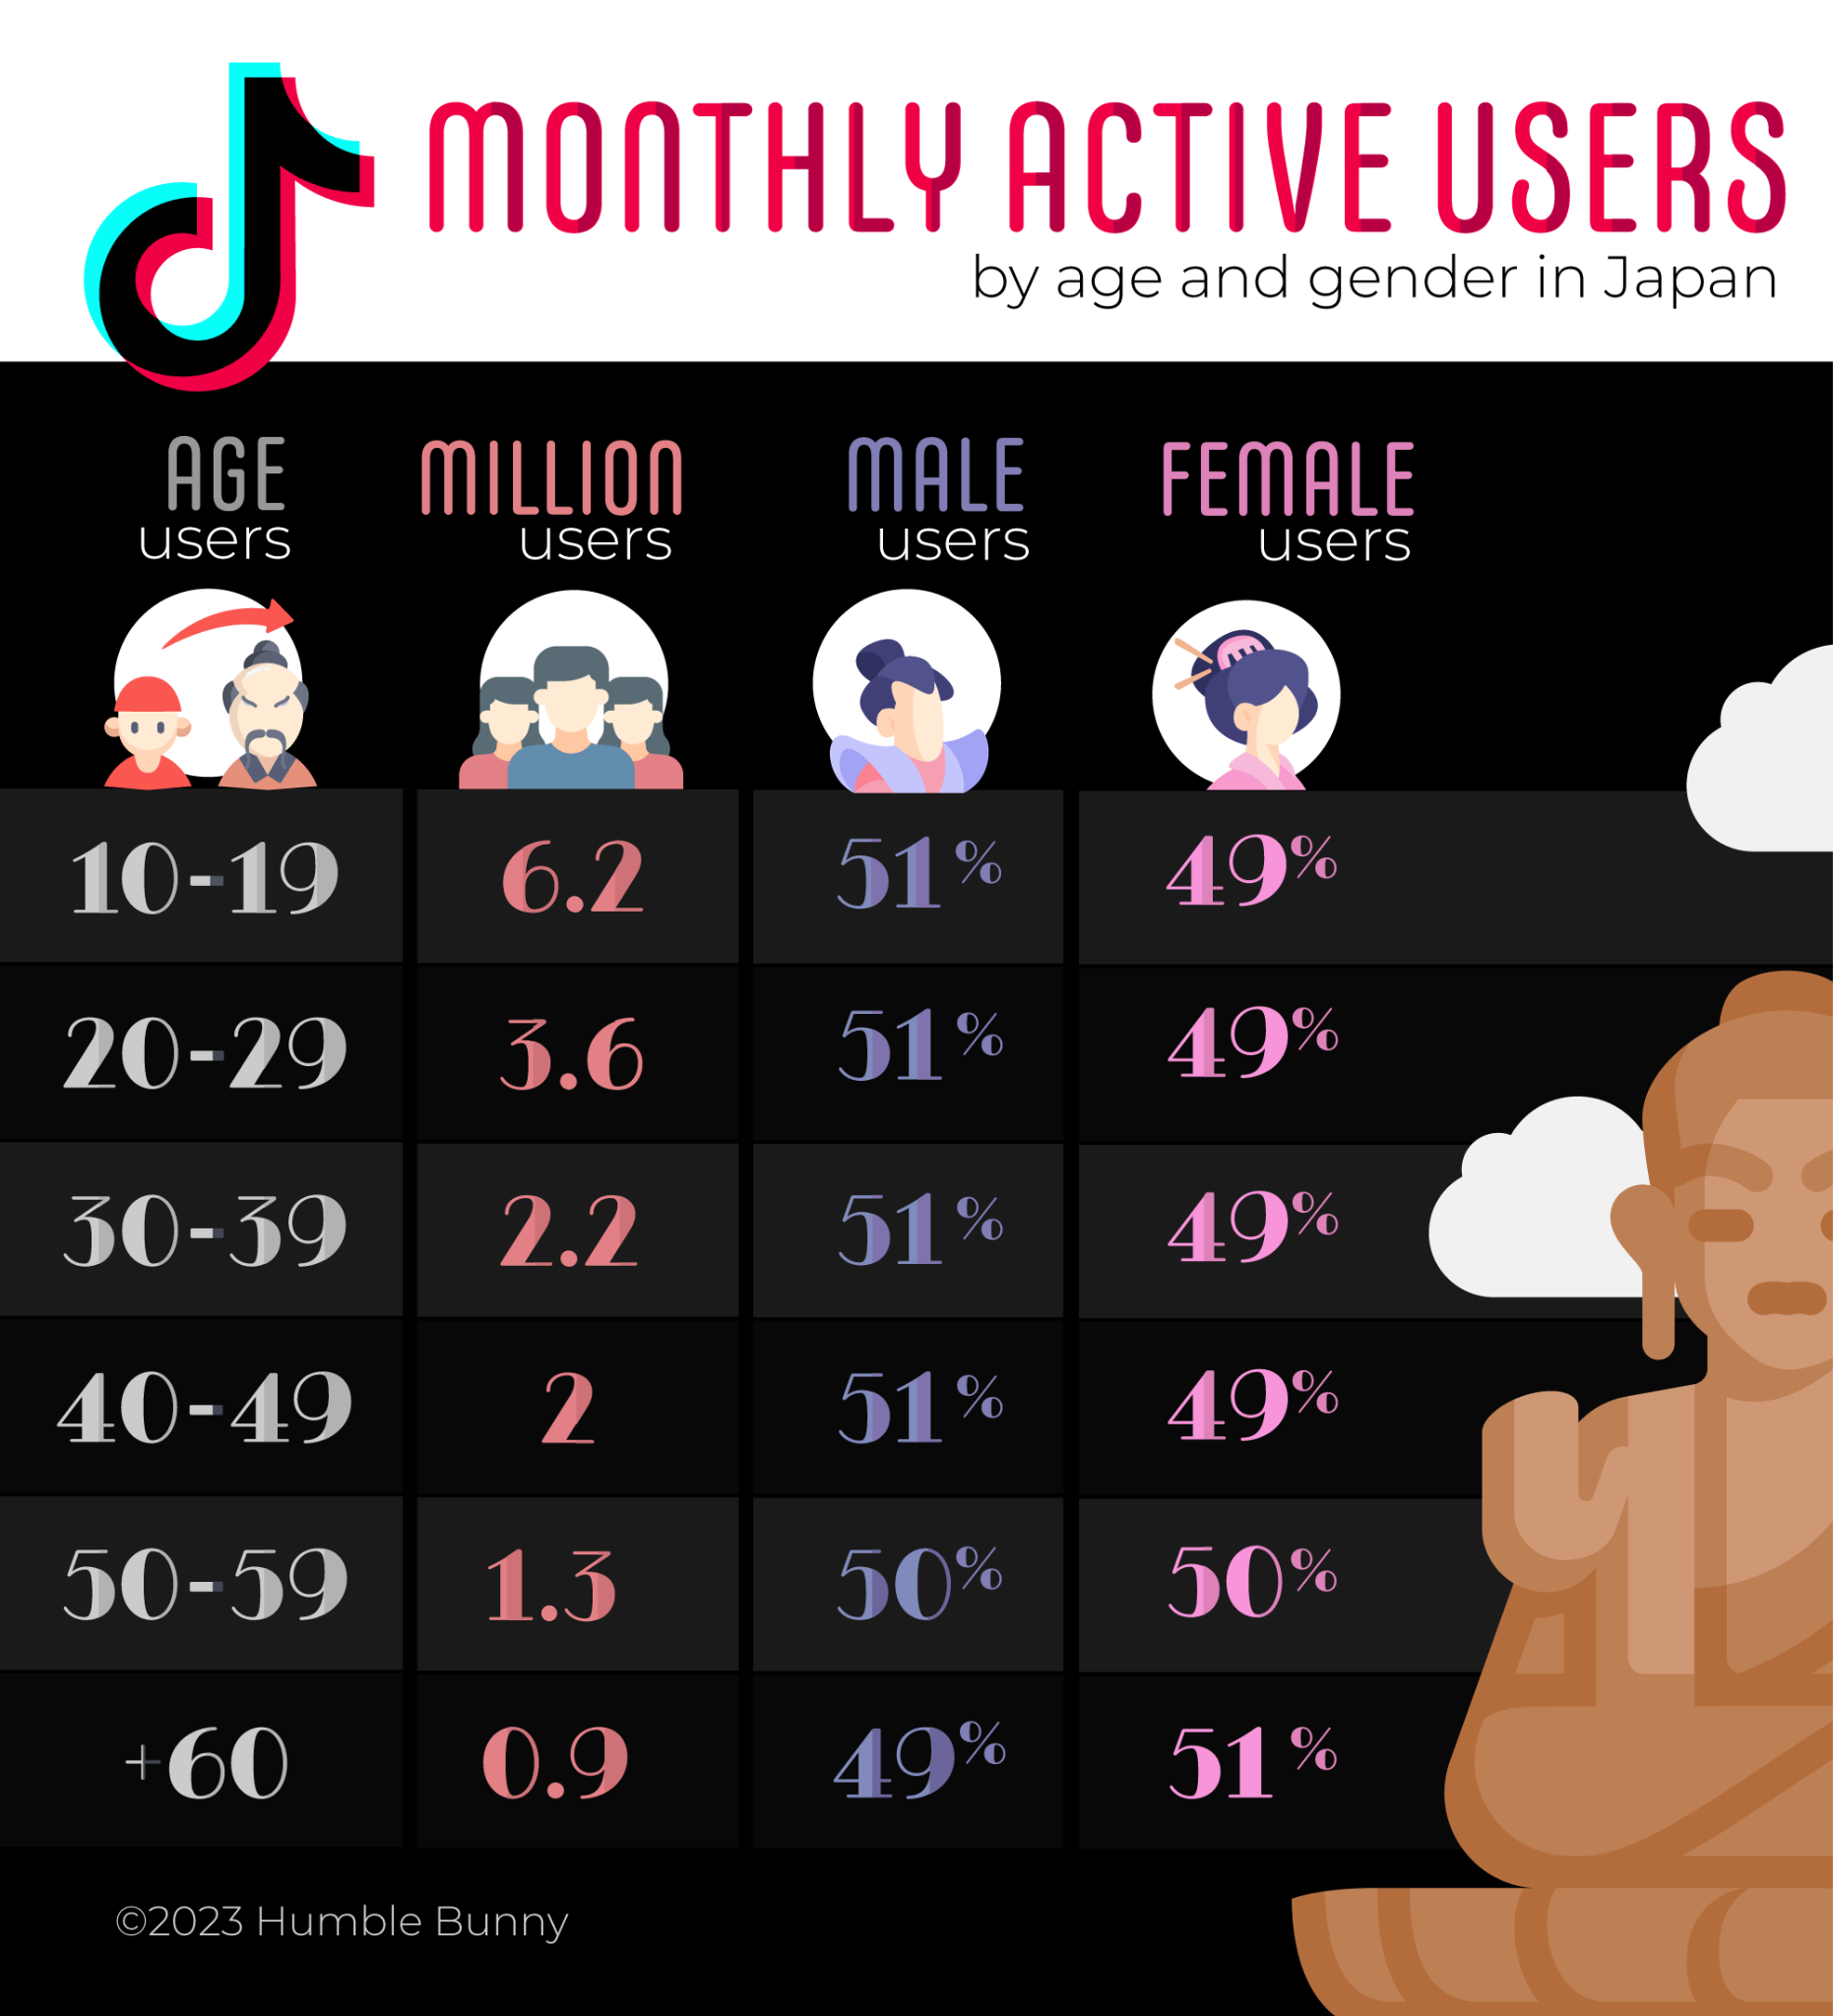 MONTHLY ACTIVE USERS
by age and gender in Japan
AGE users MILLION users MALE users FEMALE users
10-19 6.2 51% 49%
20-29 3.6 51% 49%
30-39 2.2 51% 49%
40-49 2 51% 49%
50-59 1.3 50% 50%
+60 0.9 49% 51%
©2023 Humble Bunny